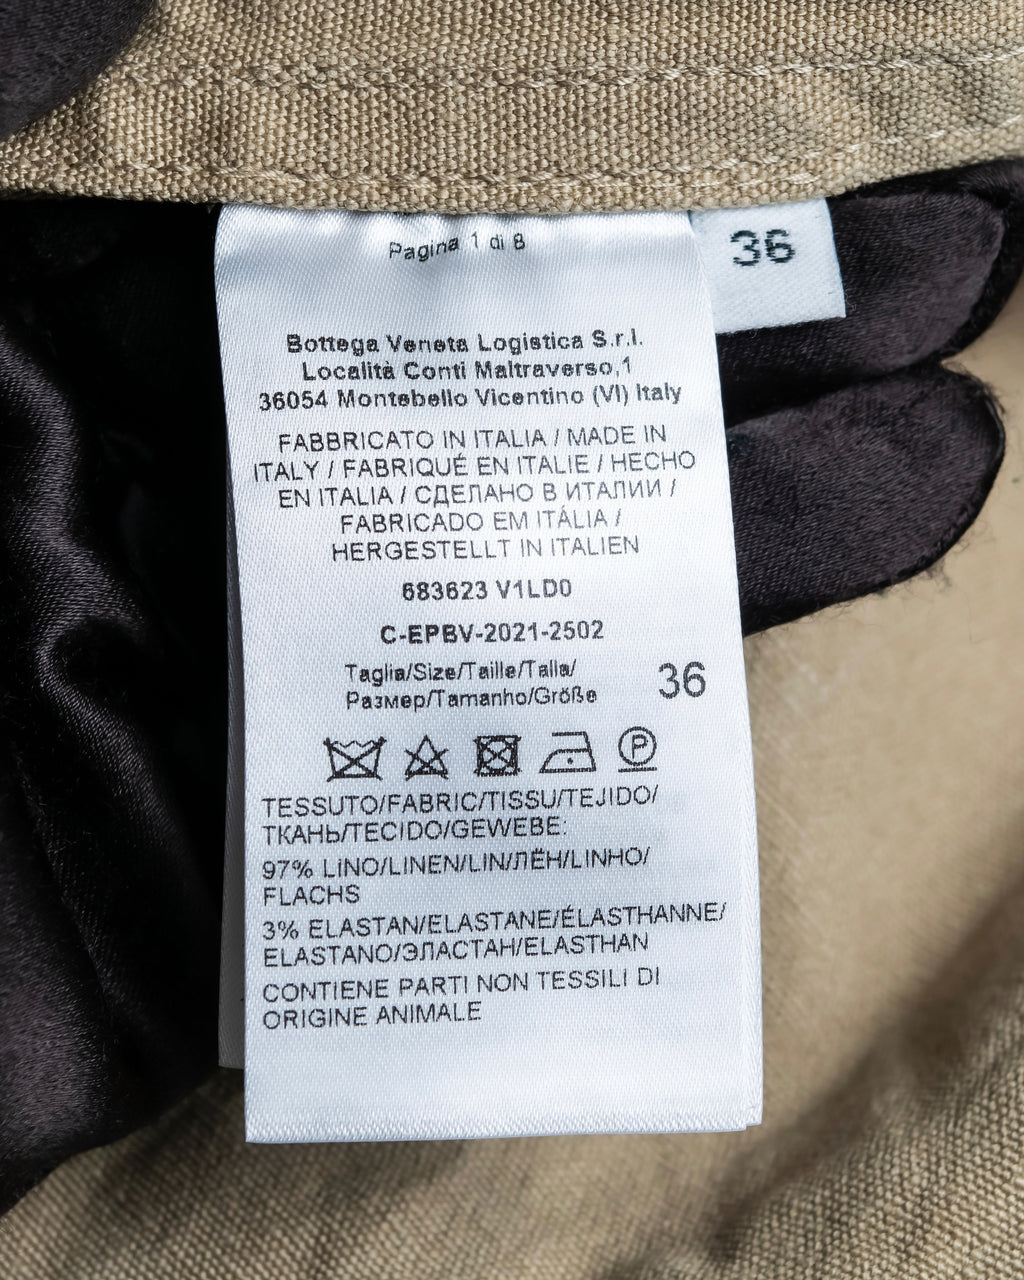 Pagina 1 di 8
36
Bottega Veneta Logistica S.r.l.
Località Conti Maltraverso,1
36054 Montebello Vicentino (VI) Italy
FABBRICATO IN ITALIA / MADE IN
ITALY / FABRIQUÉ EN ITALIE / HECHO
EN ITALIA / СДЕЛАНО В ИТАЛИИ /
FABRICADO EM ITÁLIA /
HERGESTELLT IN ITALIEN
683623 V1LD0
C-EPBV-2021-2502
Taglia/Size/Taille/Talla/
Размер/Tamanho/Größe
36
P
TESSUTO/FABRIC/TISSU/TEJIDO/
ТКАНЬ/TECIDO/GEWEBE:
97% LINO/LINEN/LIN/ЛЁН/LINHO/
FLACHS
3% ELASTAN/ELASTANE/ÉLASTHANNE/
ELASTANO/ЭЛАСТАН/ELASTHAN
CONTIENE PARTI NON TESSILI DI
ORIGINE ANIMALE